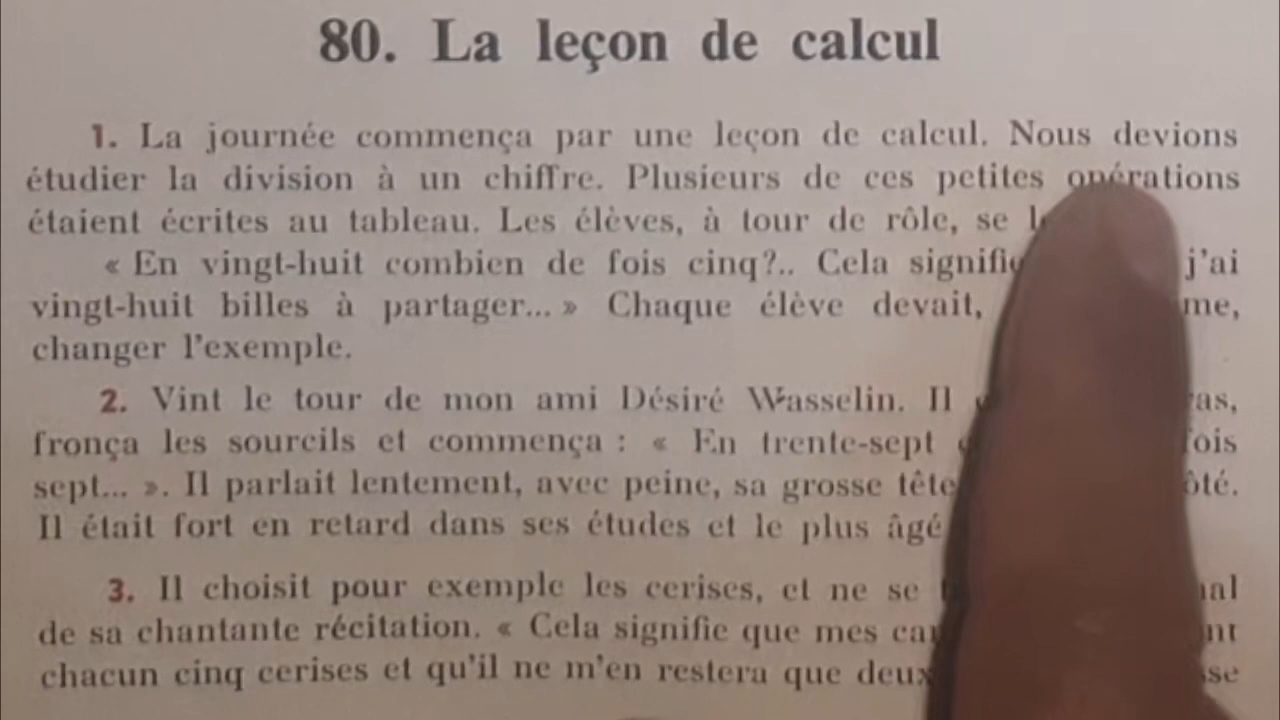 80. La leçon de calcul
1. La journée commença par une leçon de calcul. Nous devions
étudier la division à un chiffre. Plusieurs de ces petites opérations
étaient écrites au tableau. Les élèves, à tour de rôle, se
« En vingt-huit combien de fois cinq?.. Cela j'ai
vingt-huit billes à partager... » Chaque élève devait,
changer l'exemple.
2. Vint le tour de mon ami Désiré Wasselin. Il
fronça les sourcils et commença : « En trente-sept
sept... ». Il parlait lentement, avec peine, sa grosse tête
Il était fort en retard dans ses études et le plus âgé
3. Il choisit pour exemple les cerises, et ne se
de sa chantante récitation. « Cela signifie que mes
chacun cinq cerises et qu'il ne m'en restera que